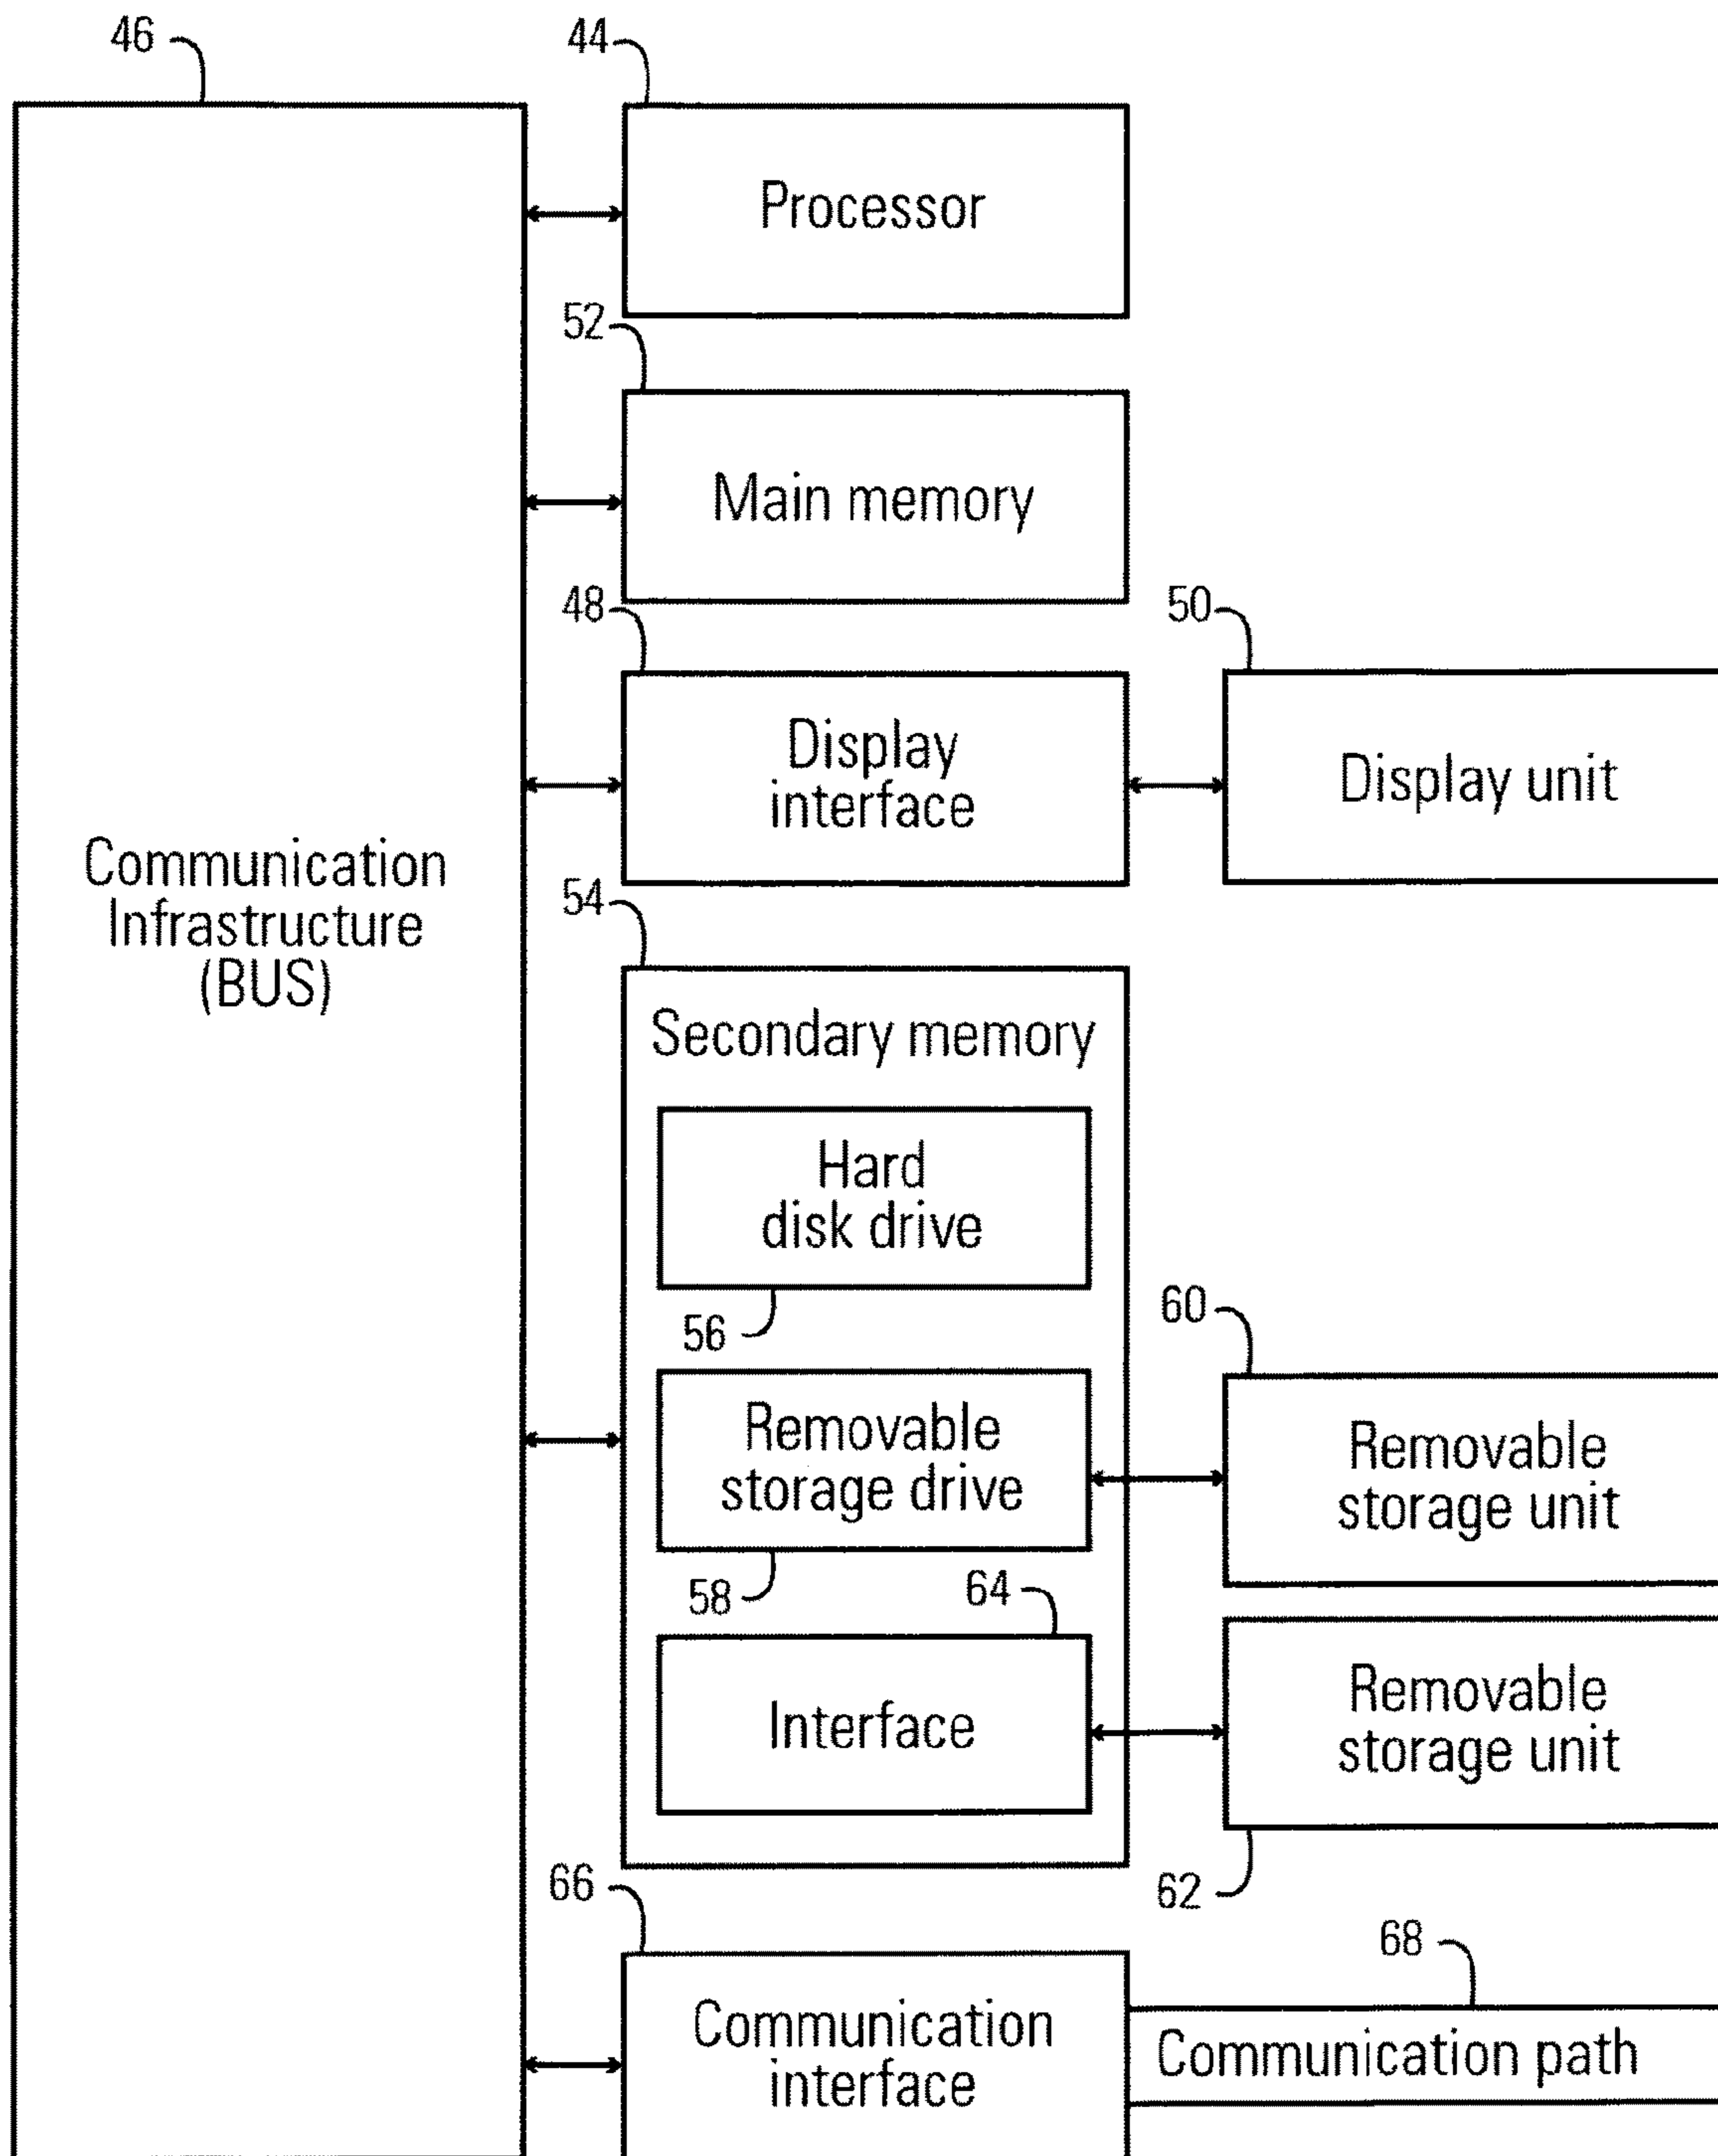 46
44
Processor
52
Main memory
48
50
Display
interface
Display unit
Communication
Infrastructure
(BUS)
54
Secondary memory
Hard
disk drive
56
60
Removable
storage drive
Removable
storage unit
58
64
Interface
Removable
storage unit
62
66
68
Communication
interface
Communication path